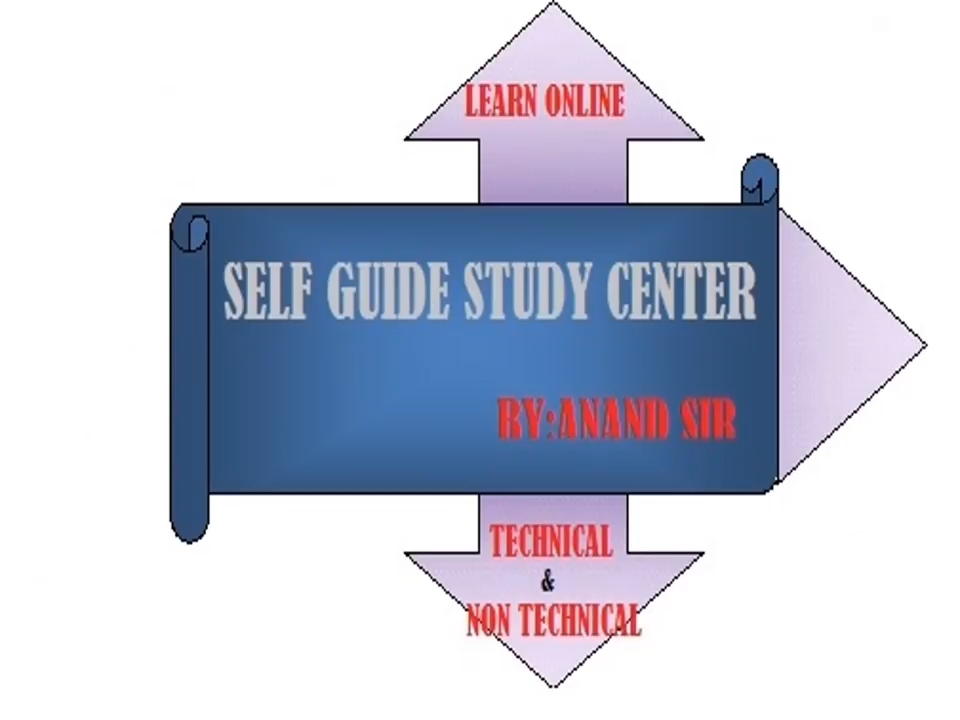 LEARN ONLINE
SELF GUIDE STUDY CENTER
BY:ANAND SIR
TECHNICAL
&
NON TECHNICAL